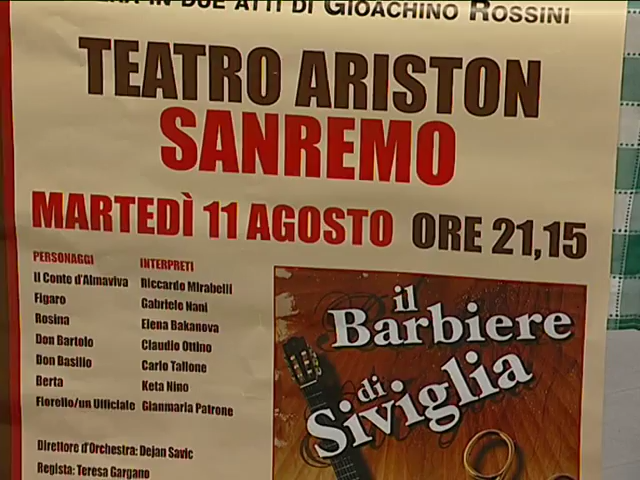 IN DUE ATTI DI GIOACHINO ROSSINI
TEATRO ARISTON
SANREMO
MARTEDÌ 11 AGOSTO ORE 21,15
PERSONAGGI INTERPRETI
Il Conte d'Almaviva Riccardo Mirabelli
Figaro Gabriele Nani
Rosina Elena Bakanova
Don Bartolo Claudio Ottino
Don Basilio Carlo Tallone
Berta Keta Nino
Fiorello/un Ufficiale Gianmaria Patrone
Direttore d'Orchestra: Dejan Savic
Regista: Teresa Gargano
il
Barbiere
di
Siviglia